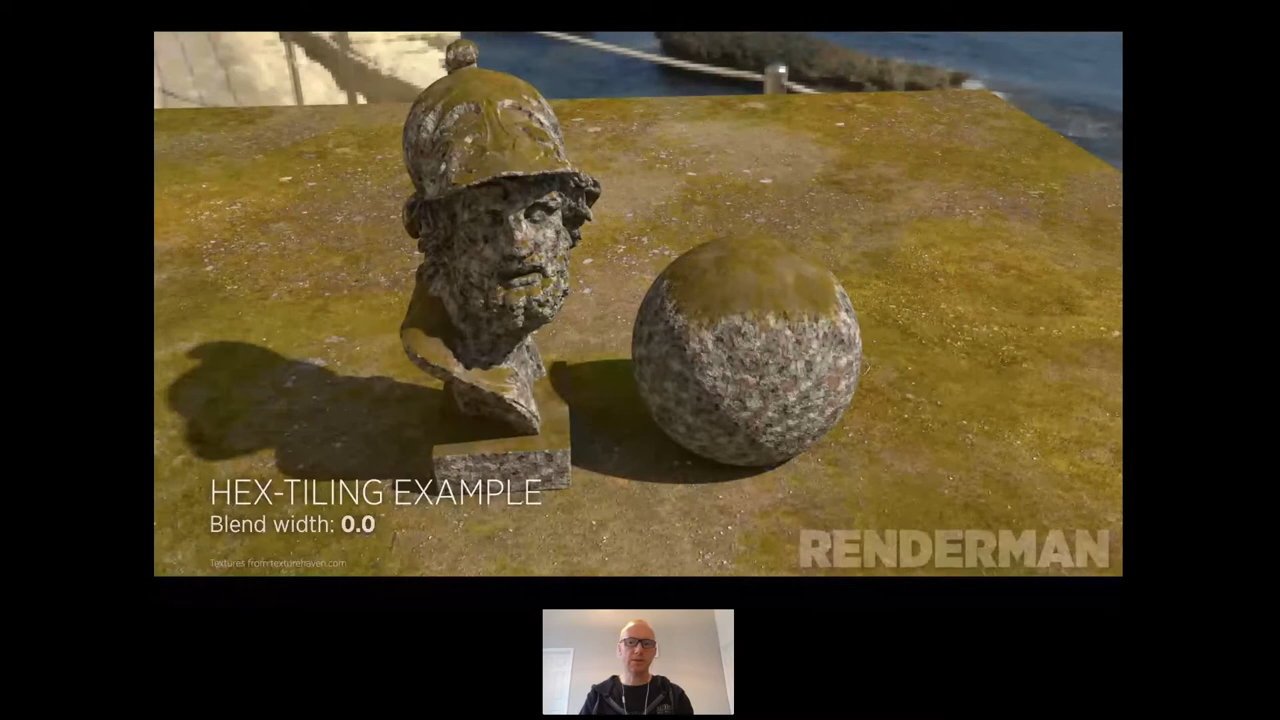 HEX-TILING EXAMPLE
Blend width: 0.0
Textures from texturehaven.com
RENDERMAN